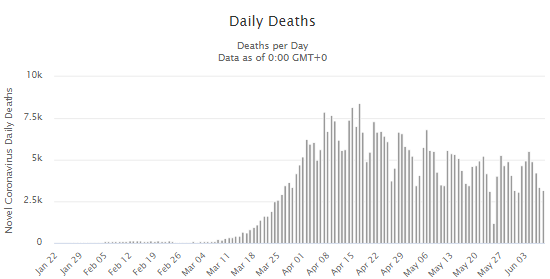 Daily Deaths
Deaths per Day
Data as of 0:00 GMT+0
Novel Coronavirus Daily Deaths
10k
7.5k
5k
2.5k
0
Jan 22
Jan 29
Feb 05
Feb 12
Feb 19
Feb 26
Mar 04
Mar 11
Mar 18
Mar 25
Apr 01
Apr 08
Apr 15
Apr 22
Apr 29
May 06
May 13
May 20
May 27
Jun 03